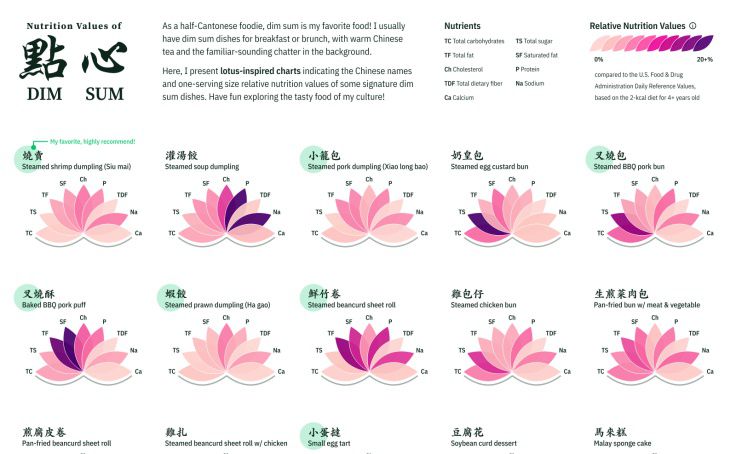 Nutrition Values of
點 心
DIM SUM
As a half-Cantonese foodie, dim sum is my favorite food! I usually
have dim sum dishes for breakfast or brunch, with warm Chinese
tea and the familiar-sounding chatter in the background.
Here, I present lotus-inspired charts indicating the Chinese names
and one-serving size relative nutrition values of some signature dim
sum dishes. Have fun exploring the tasty food of my culture!
Nutrients
TC Total carbohydrates TS Total sugar
TF Total fat SF Saturated fat
Ch Cholesterol P Protein
TDF Total dietary fiber Na Sodium
Ca Calcium
Relative Nutrition Values
0% 20+%
compared to the U.S. Food & Drug
Administration Daily Reference Values,
based on the 2-kcal diet for 4+ years old
My favorite, highly recommend!
燒賣
Steamed shrimp dumpling (Siu mai)
TC TS TF SF Ch P TDF Na Ca
灌湯餃
Steamed soup dumpling
TC TS TF SF Ch P TDF Na Ca
小籠包
Steamed pork dumpling (Xiao long bao)
TC TS TF SF Ch P TDF Na Ca
奶皇包
Steamed egg custard bun
TC TS TF SF Ch P TDF Na Ca
叉燒包
Steamed BBQ pork bun
TC TS TF SF Ch P TDF Na Ca
叉燒酥
Baked BBQ pork puff
TC TS TF SF Ch P TDF Na Ca
蝦餃
Steamed prawn dumpling (Ha gao)
TC TS TF SF Ch P TDF Na Ca
鮮竹卷
Steamed beancurd sheet roll
TC TS TF SF Ch P TDF Na Ca
雞包仔
Steamed chicken bun
TC TS TF SF Ch P TDF Na Ca
生煎菜肉包
Pan-fried bun w/ meat & vegetable
TC TS TF SF Ch P TDF Na Ca
煎腐皮卷
Pan-fried beancurd sheet roll
雞扎
Steamed beancurd sheet roll w/ chicken
小蛋撻
Small egg tart
豆腐花
Soybean curd dessert
馬來糕
Malay sponge cake